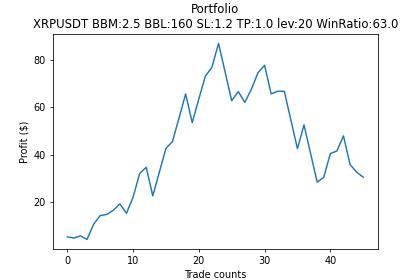 Portfolio
XRPUSDT BBM:2.5 BBL:160 SL:1.2 TP:1.0 lev:20 WinRatio:63.0
80
60
40
20
Profit ($)
0
10
20
30
40
Trade counts